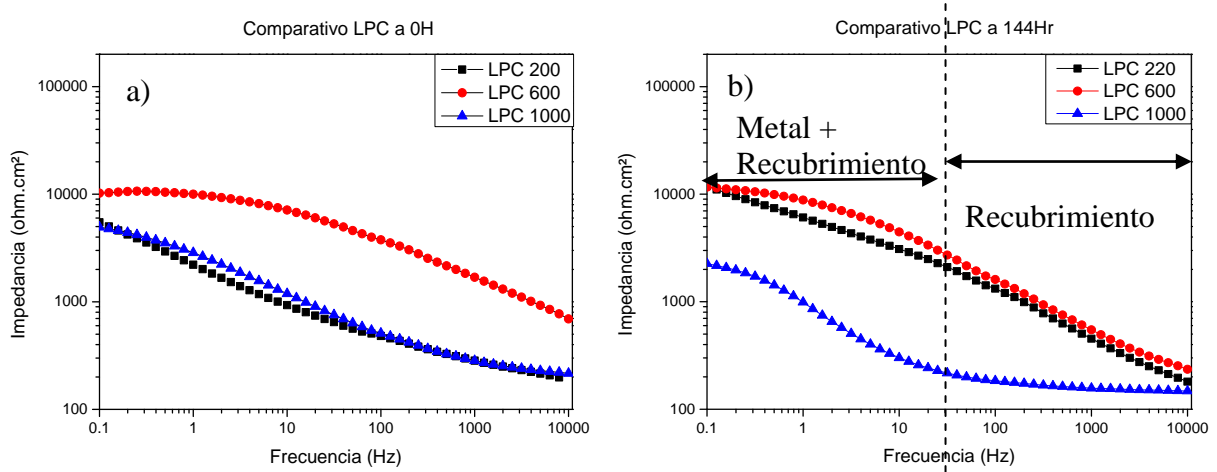 Comparativo LPC a 0H
a)
LPC 200
LPC 600
LPC 1000
Impedancia (ohm.cm²)
100000
10000
1000
100
0.1
1
10
100
1000
10000
Frecuencia (Hz)
Comparativo LPC a 144Hr
b)
LPC 220
LPC 600
LPC 1000
Metal +
Recubrimiento
Recubrimiento
Impedancia (ohm.cm²)
100000
10000
1000
100
0.1
1
10
100
1000
10000
Frecuencia (Hz)